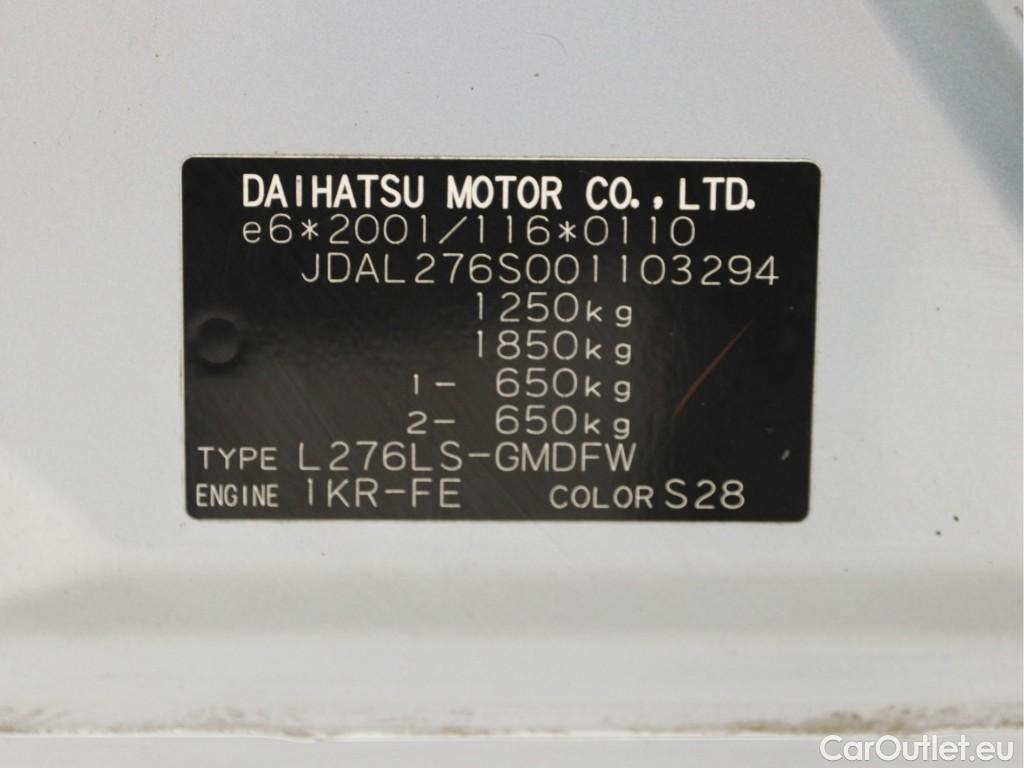 DAIHATSU MOTOR CO., LTD.
e6*2001/116*0110
JDAL276S001103294
1250kg
1850kg
1- 650kg
2- 650kg
TYPE L276LS-GMDFW
ENGINE 1KR-FE COLOR S28
CarOutlet.eu